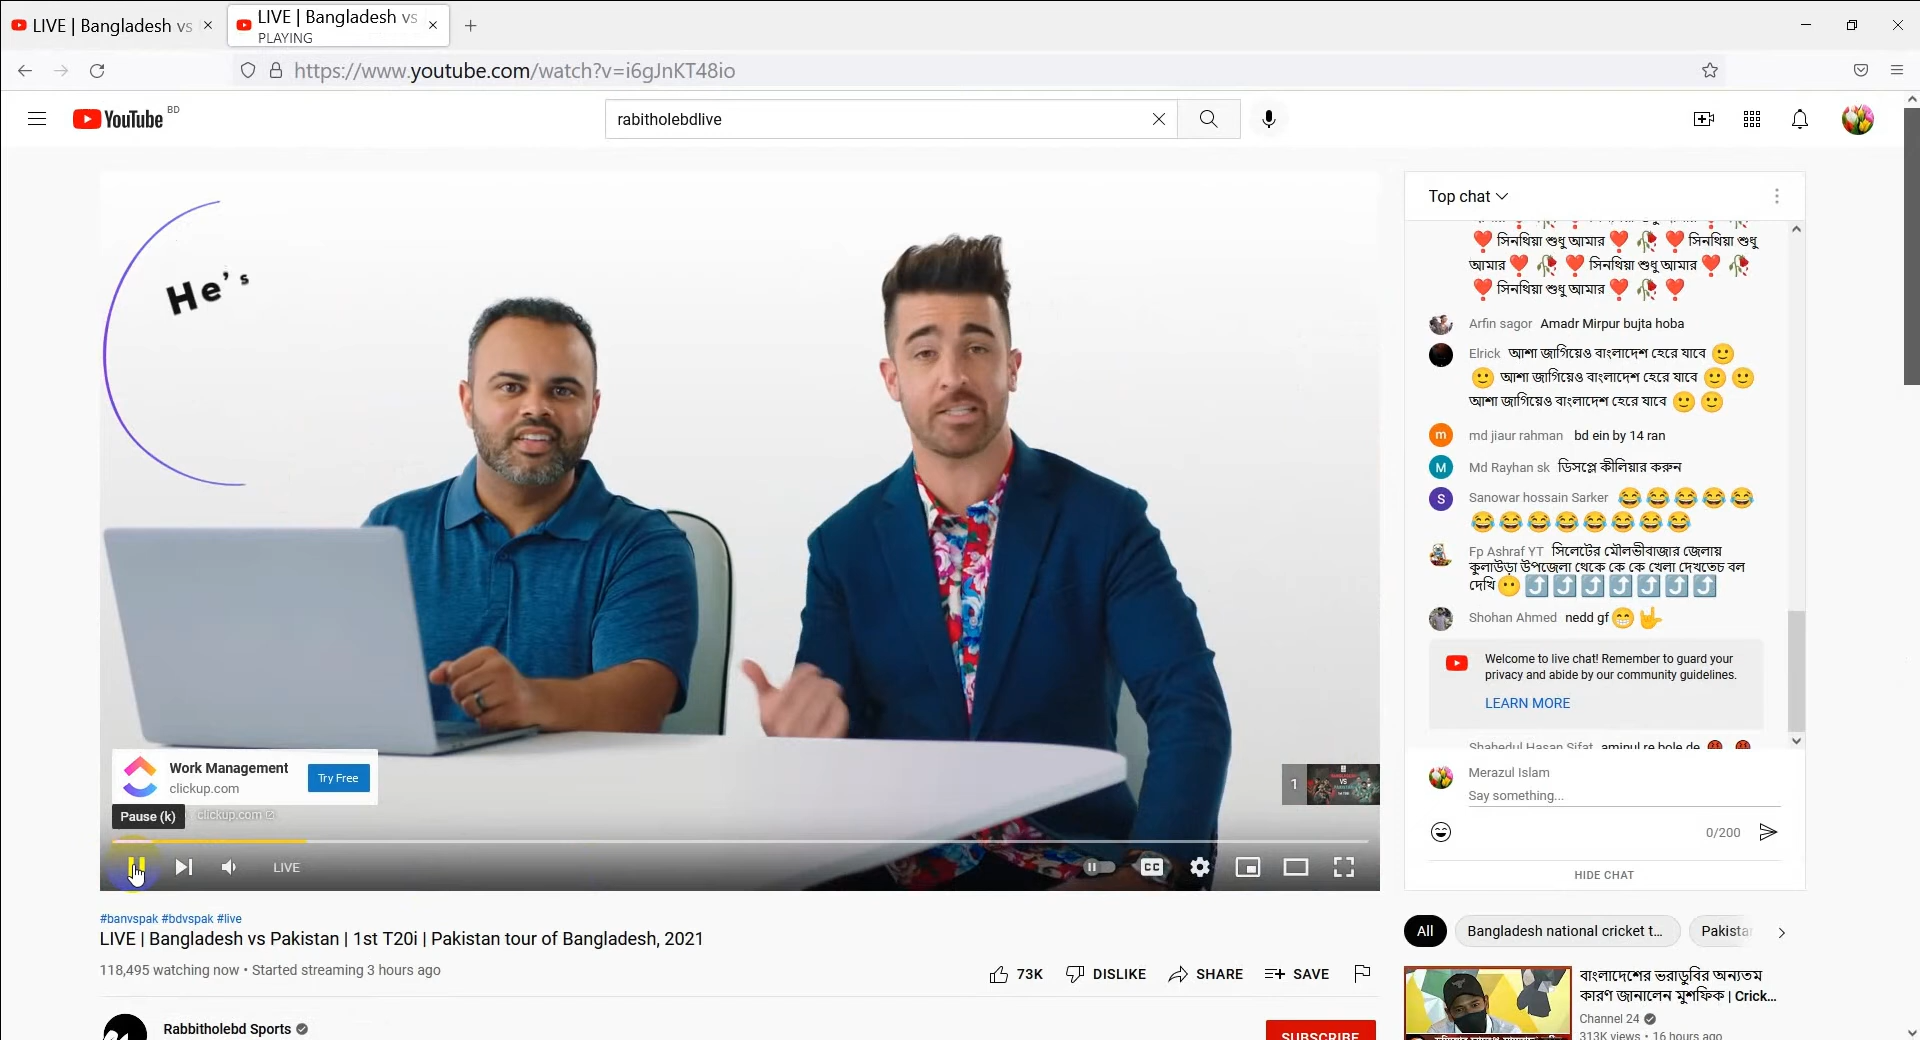 LIVE | Bangladesh vs
LIVE | Bangladesh vs
PLAYING
https://www.youtube.com/watch?v=i6gJnKT48io
YouTube BD
rabitholebdlive
He's
Work Management
clickup.com
Try Free
Pause (k)
clickup.com
1
LIVE
CC
#banvspak #bdvspak #live
LIVE | Bangladesh vs Pakistan | 1st T20i | Pakistan tour of Bangladesh, 2021
118,495 watching now • Started streaming 3 hours ago
73K DISLIKE SHARE SAVE
Rabbitholebd Sports
SUBSCRIBE
Top chat
❣️ সিনথিয়া শুধু আমার ❣️ 🥀 ❣️ সিনথিয়া শুধু
আমার ❣️ 🥀 ❣️ সিনথিয়া শুধু আমার ❣️ 🥀
❣️ সিনথিয়া শুধু আমার ❣️ 🥀 ❣️
Arfin sagor Amadr Mirpur bujta hoba
Elrick আশা জাগিয়েও বাংলাদেশ হেরে যাবে 🙂
🙂 আশা জাগিয়েও বাংলাদেশ হেরে যাবে 🙂 🙂
আশা জাগিয়েও বাংলাদেশ হেরে যাবে 🙂 🙂
m md jiaur rahman bd ein by 14 ran
M Md Rayhan sk ডিসপ্লে কীলিয়ার করুন
S Sanowar hossain Sarker 😂😂😂😂😂
😂😂😂😂😂😂😂😂
Fp Ashraf YT সিলেটের মৌলভীবাজার জেলায়
কুলাউড়া উপজেলা থেকে কে কে খেলা দেখতেচ বল
দেখি 😶⤴️⤴️⤴️⤴️⤴️⤴️⤴️
Shohan Ahmed nedd gf 😁🤟
Welcome to live chat! Remember to guard your
privacy and abide by our community guidelines.
LEARN MORE
Shahedul Hasan Sifat aminul re bole de
Merazul Islam
Say something...
0/200
HIDE CHAT
All Bangladesh national cricket t... Pakista
বাংলাদেশের ভরাডুবির অন্যতম
কারণ জানালেন মুশফিক | Crick...
Channel 24
313K views • 16 hours ago